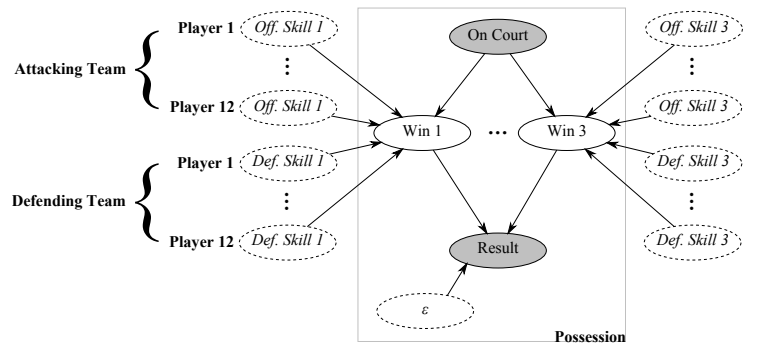 Player 1 Off. Skill 1 On Court Off. Skill 3
Attacking Team { ⋮ ⋮
Player 12 Off. Skill 1 Win 1 ... Win 3 Off. Skill 3
Player 1 Def. Skill 1 Def. Skill 3
Defending Team { ⋮ ⋮
Player 12 Def. Skill 1 Result Def. Skill 3
ε
Possession